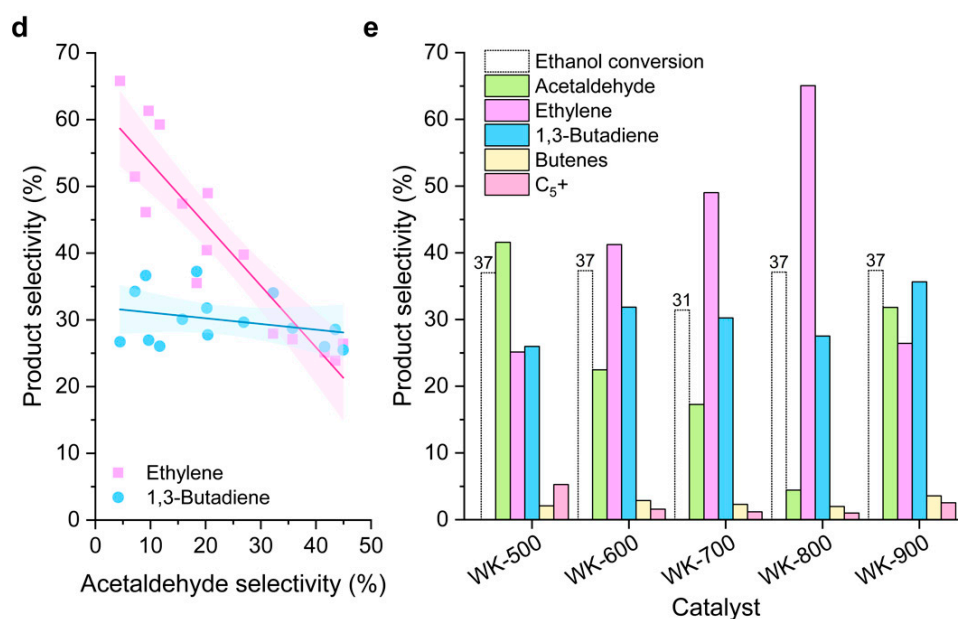 d
Product selectivity (%)
70
60
50
40
30
20
10
0
Ethylene
1,3-Butadiene
0 10 20 30 40 50
Acetaldehyde selectivity (%)
e
Product selectivity (%)
70
60
50
40
30
20
10
0
Ethanol conversion
Acetaldehyde
Ethylene
1,3-Butadiene
Butenes
C₅+
37 37 31 37 37
WK-500 WK-600 WK-700 WK-800 WK-900
Catalyst